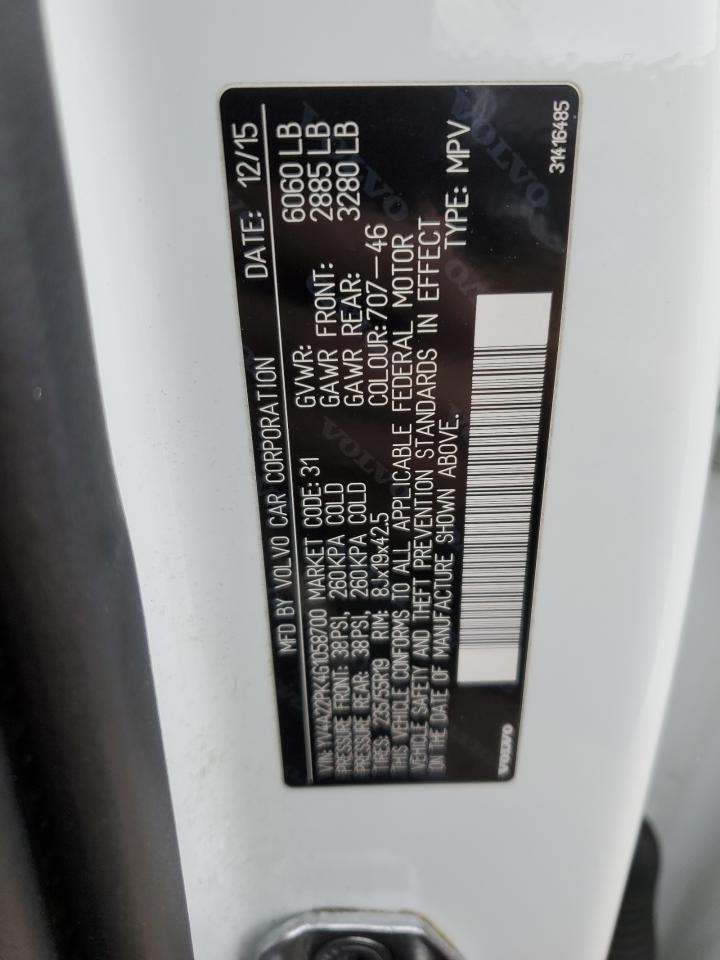 MFD BY VOLVO CAR CORPORATION DATE: 12/15
GVWR: 6060 LB
VIN: YV4A22PK4G1058700 MARKET CODE: 31 GAWR FRONT: 2885 LB
PRESSURE FRONT: 38PSI, 260KPA COLD GAWR REAR: 3280 LB
PRESSURE REAR: 38PSI, 260KPA COLD COLOUR: 707-46
TIRES: 235/55R19 RIM: 8Jx19x42.5
THIS VEHICLE CONFORMS TO ALL APPLICABLE FEDERAL MOTOR
VEHICLE SAFETY AND THEFT PREVENTION STANDARDS IN EFFECT
ON THE DATE OF MANUFACTURE SHOWN ABOVE. TYPE: MPV
VOLVO 31416485